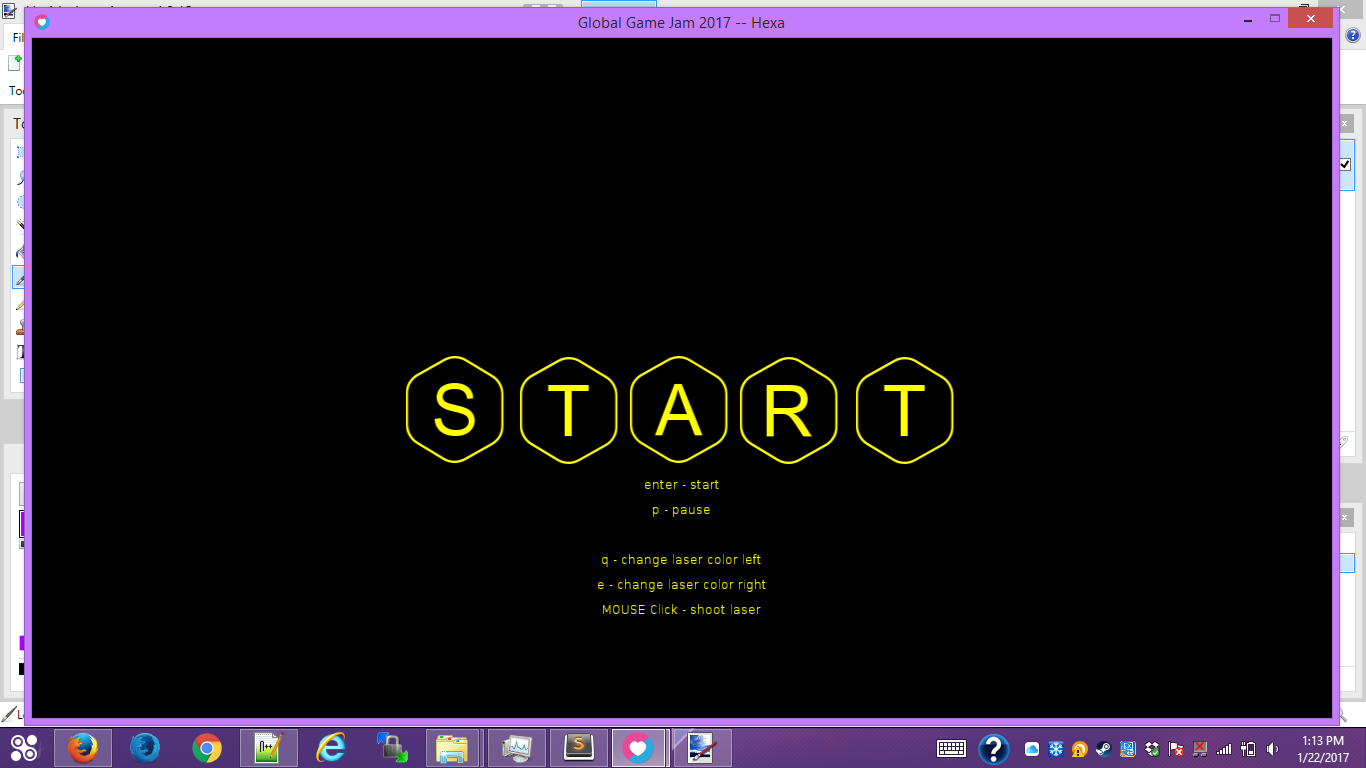 Global Game Jam 2017 -- Hexa
START
enter - start
p - pause
q - change laser color left
e - change laser color right
MOUSE Click - shoot laser
1:13 PM
1/22/2017